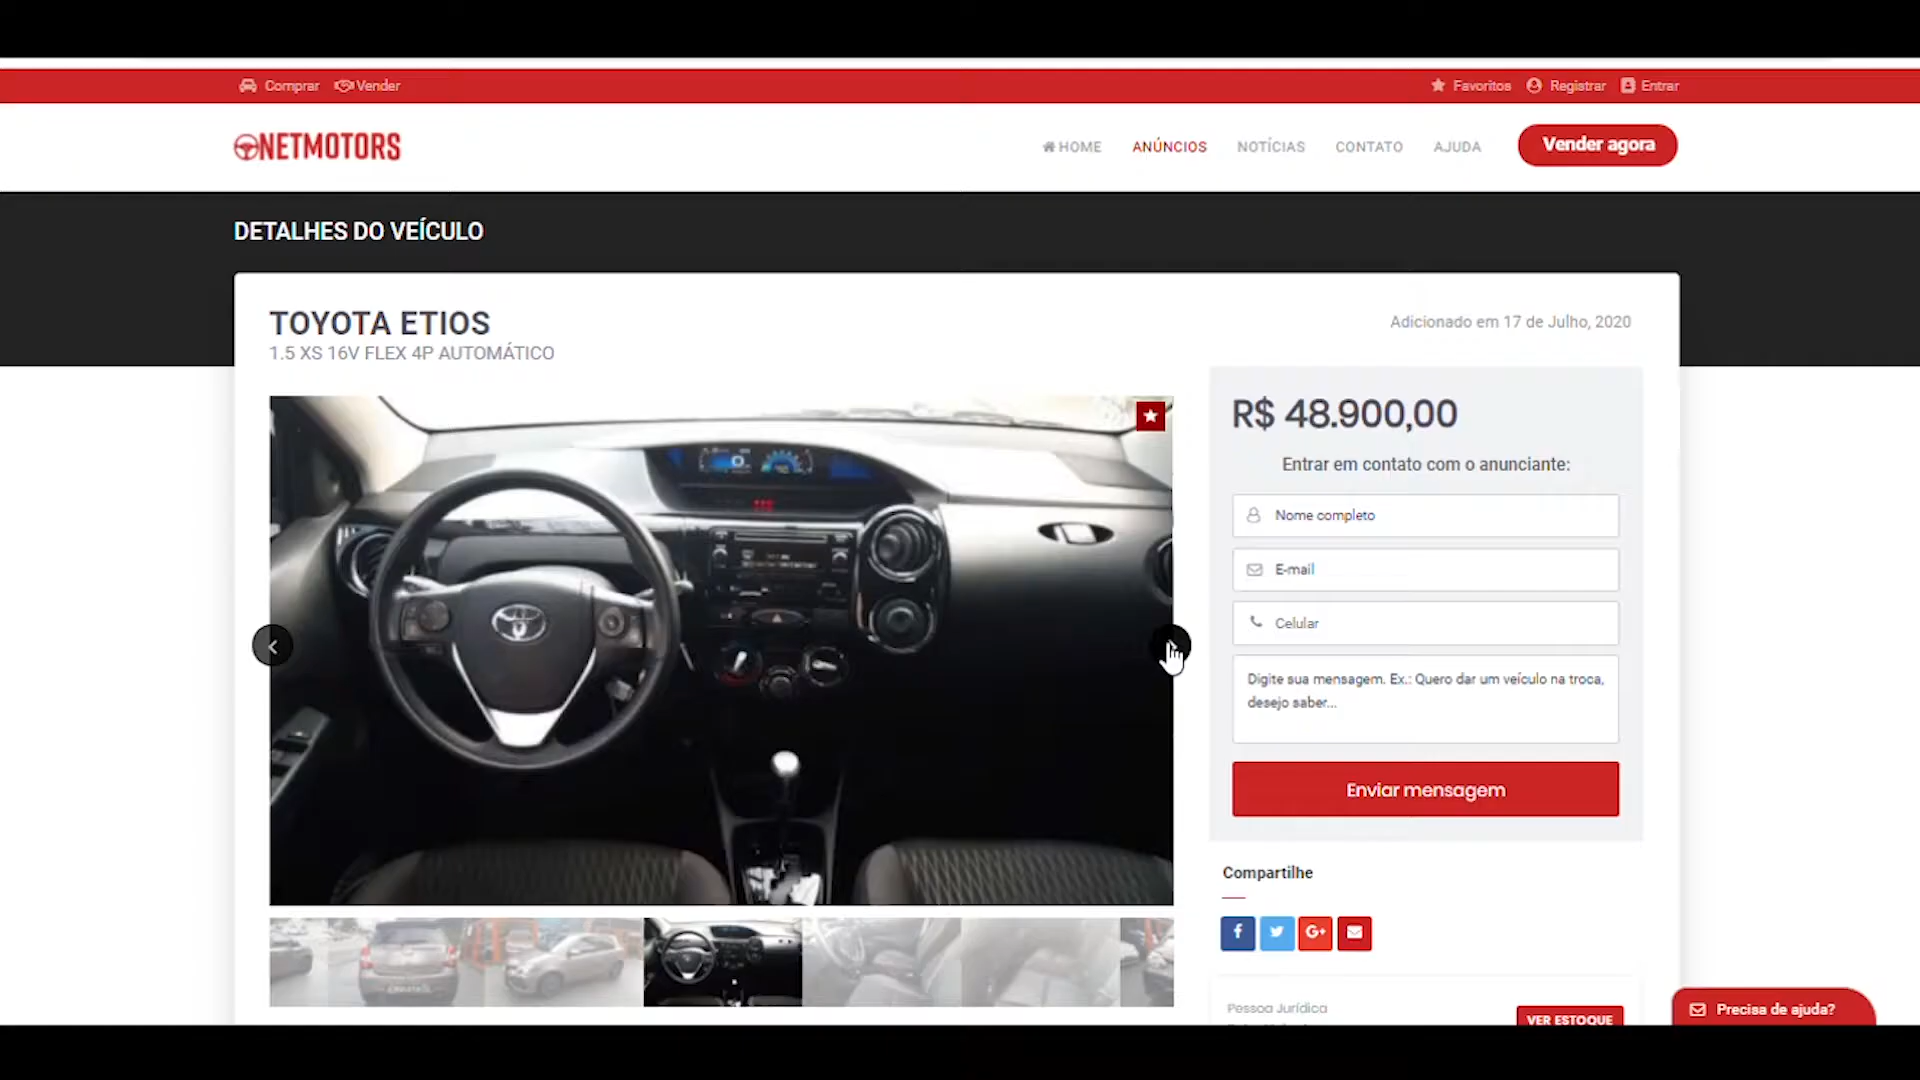 Comprar Vender
Favoritos Registrar Entrar
NETMOTORS
HOME ANÚNCIOS NOTÍCIAS CONTATO AJUDA Vender agora
DETALHES DO VEÍCULO
TOYOTA ETIOS
1.5 XS 16V FLEX 4P AUTOMÁTICO
Adicionado em 17 de Julho, 2020
R$ 48.900,00
Entrar em contato com o anunciante:
Nome completo
E-mail
Celular
Digite sua mensagem. Ex.: Quero dar um veículo na troca,
desejo saber...
Enviar mensagem
Compartilhe
Pessoa Jurídica
VER ESTOQUE
Precisa de ajuda?